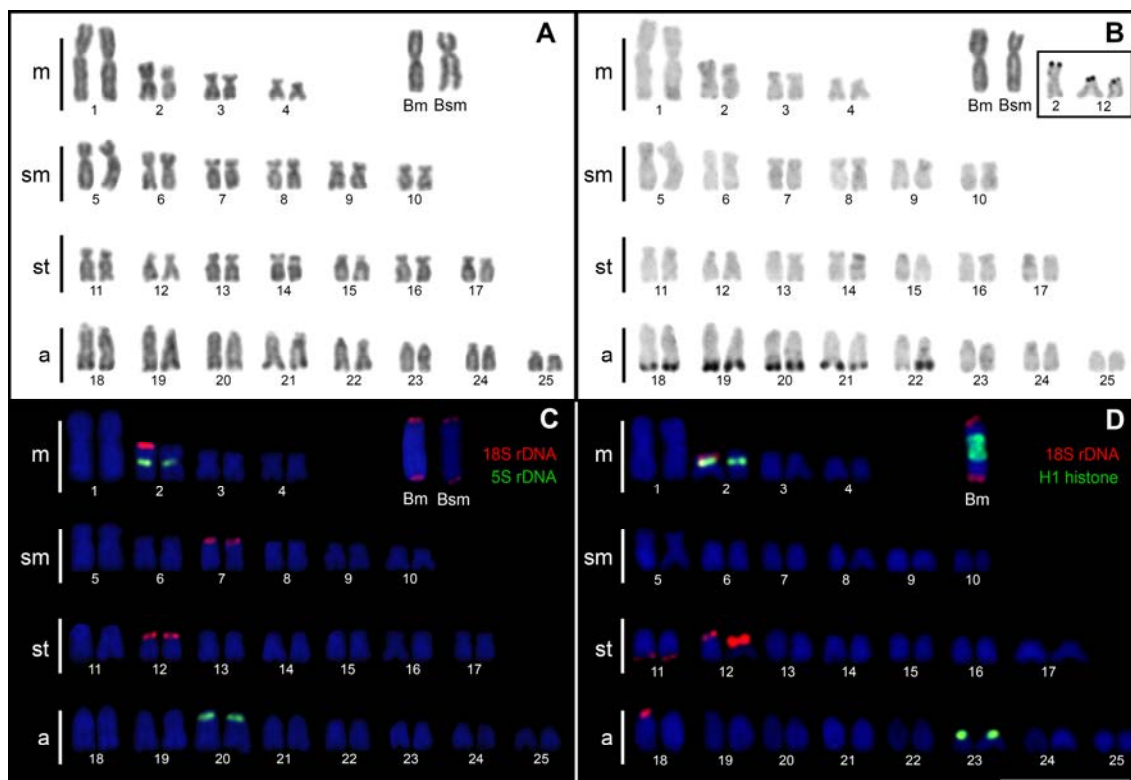 A
m
1 2 3 4
Bm Bsm
sm
5 6 7 8 9 10
st
11 12 13 14 15 16 17
a
18 19 20 21 22 23 24 25
B
m
1 2 3 4
Bm Bsm
2 12
sm
5 6 7 8 9 10
st
11 12 13 14 15 16 17
a
18 19 20 21 22 23 24 25
C
m
18S rDNA
5S rDNA
1 2 3 4
Bm Bsm
sm
5 6 7 8 9 10
st
11 12 13 14 15 16 17
a
18 19 20 21 22 23 24 25
D
m
18S rDNA
H1 histone
1 2 3 4
Bm
sm
5 6 7 8 9 10
st
11 12 13 14 15 16 17
a
18 19 20 21 22 23 24 25